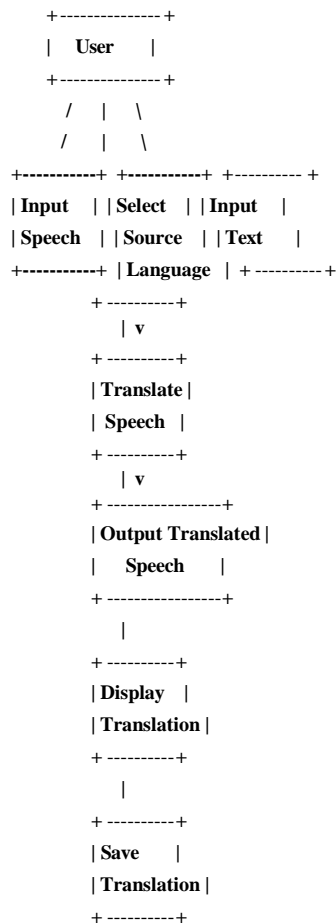 +---------------+
| User |
+---------------+
/ | \
/ | \
+-----------+ +-----------+ +---------- +
| Input | | Select | | Input |
| Speech | | Source | | Text |
+-----------+ | Language | + ----------+
+ ----------+
| v
+ ----------+
| Translate |
| Speech |
+ ----------+
| v
+ -----------------+
| Output Translated |
| Speech |
+ -----------------+
|
+ ----------+
| Display |
| Translation |
+ ----------+
|
+ ----------+
| Save |
| Translation |
+ ----------+